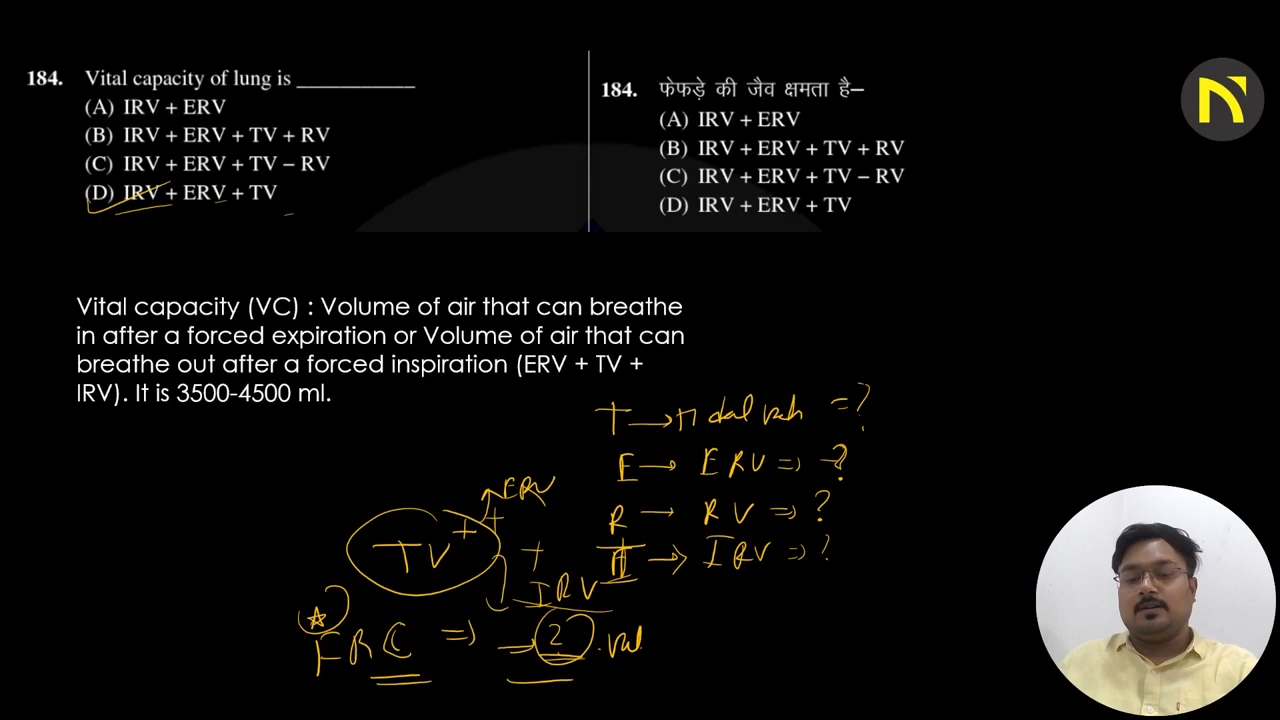 184. Vital capacity of lung is ___________
(A) IRV + ERV
(B) IRV + ERV + TV + RV
(C) IRV + ERV + TV − RV
(D) IRV + ERV + TV
184. फेफड़े की जैव क्षमता है–
(A) IRV + ERV
(B) IRV + ERV + TV + RV
(C) IRV + ERV + TV − RV
(D) IRV + ERV + TV
Vital capacity (VC) : Volume of air that can breathe
in after a forced expiration or Volume of air that can
breathe out after a forced inspiration (ERV + TV +
IRV). It is 3500-4500 ml.
T → = ?
E → ERV => ?
R → RV => ?
I → IRV => ?
ERV
TV + +
+ IRV
FRC => → 2